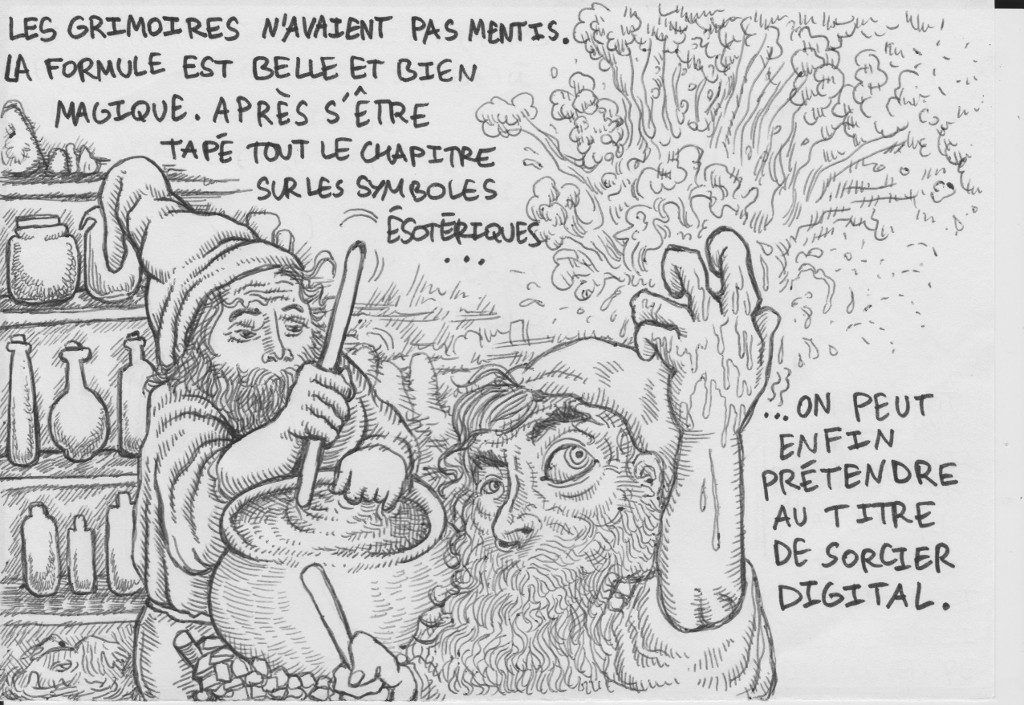 LES GRIMOIRES N'AVAIENT PAS MENTIS.
LA FORMULE EST BELLE ET BIEN
MAGIQUE. APRÈS S'ÊTRE
TAPÉ TOUT LE CHAPITRE
SUR LES SYMBOLES
ÉSOTÉRIQUES
...
...ON PEUT
ENFIN
PRÉTENDRE
AU TITRE
DE SORCIER
DIGITAL.